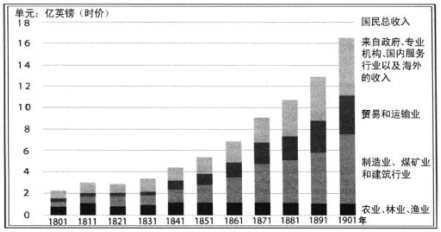 单元：亿英镑（时价）
18
16
14
12
10
8
6
4
2
0
国民总收入
来自政府、专业
机构、国内服务
行业以及海外
的收入
贸易和运输业
制造业、煤矿业
和建筑行业
农业、林业、渔业
1801 1811 1821 1831 1841 1851 1861 1871 1881 1891 1901年